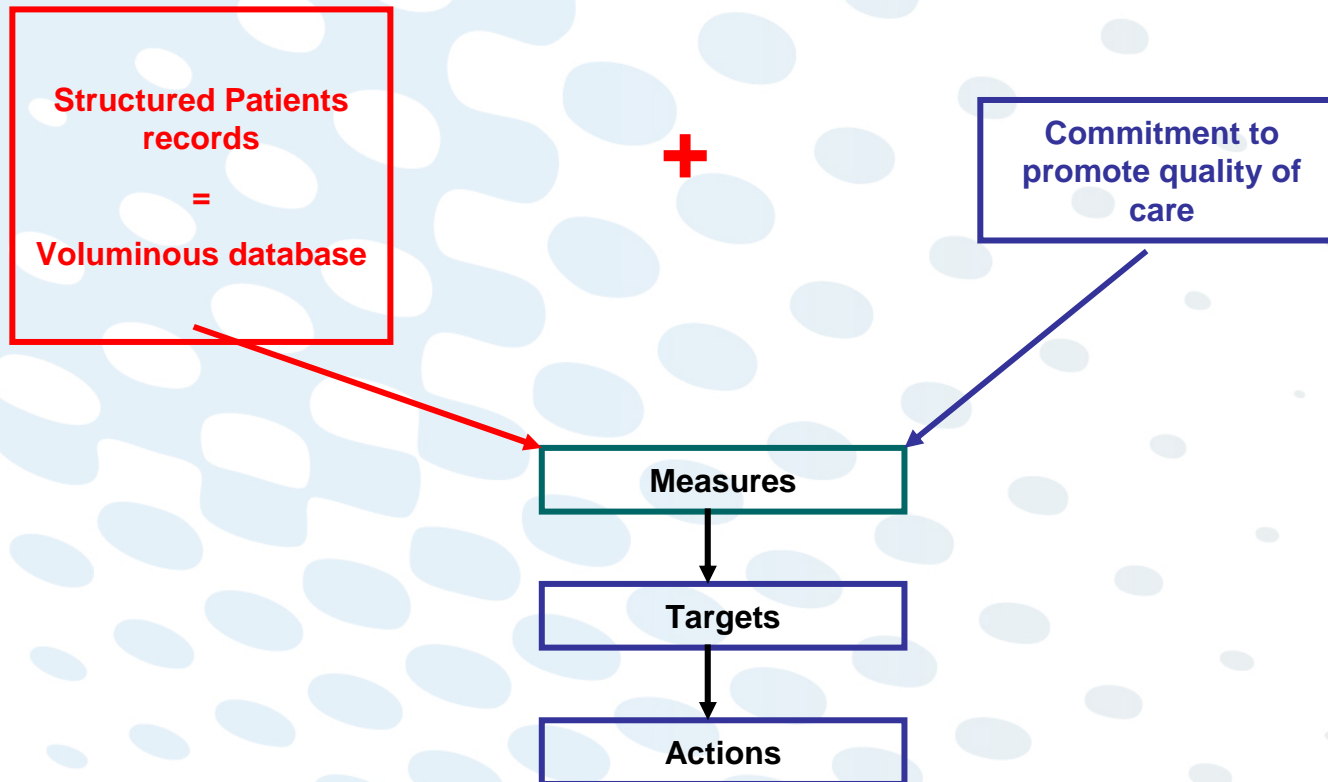 Structured Patients
records
=
Voluminous database
+
Commitment to
promote quality of
care
Measures
Targets
Actions